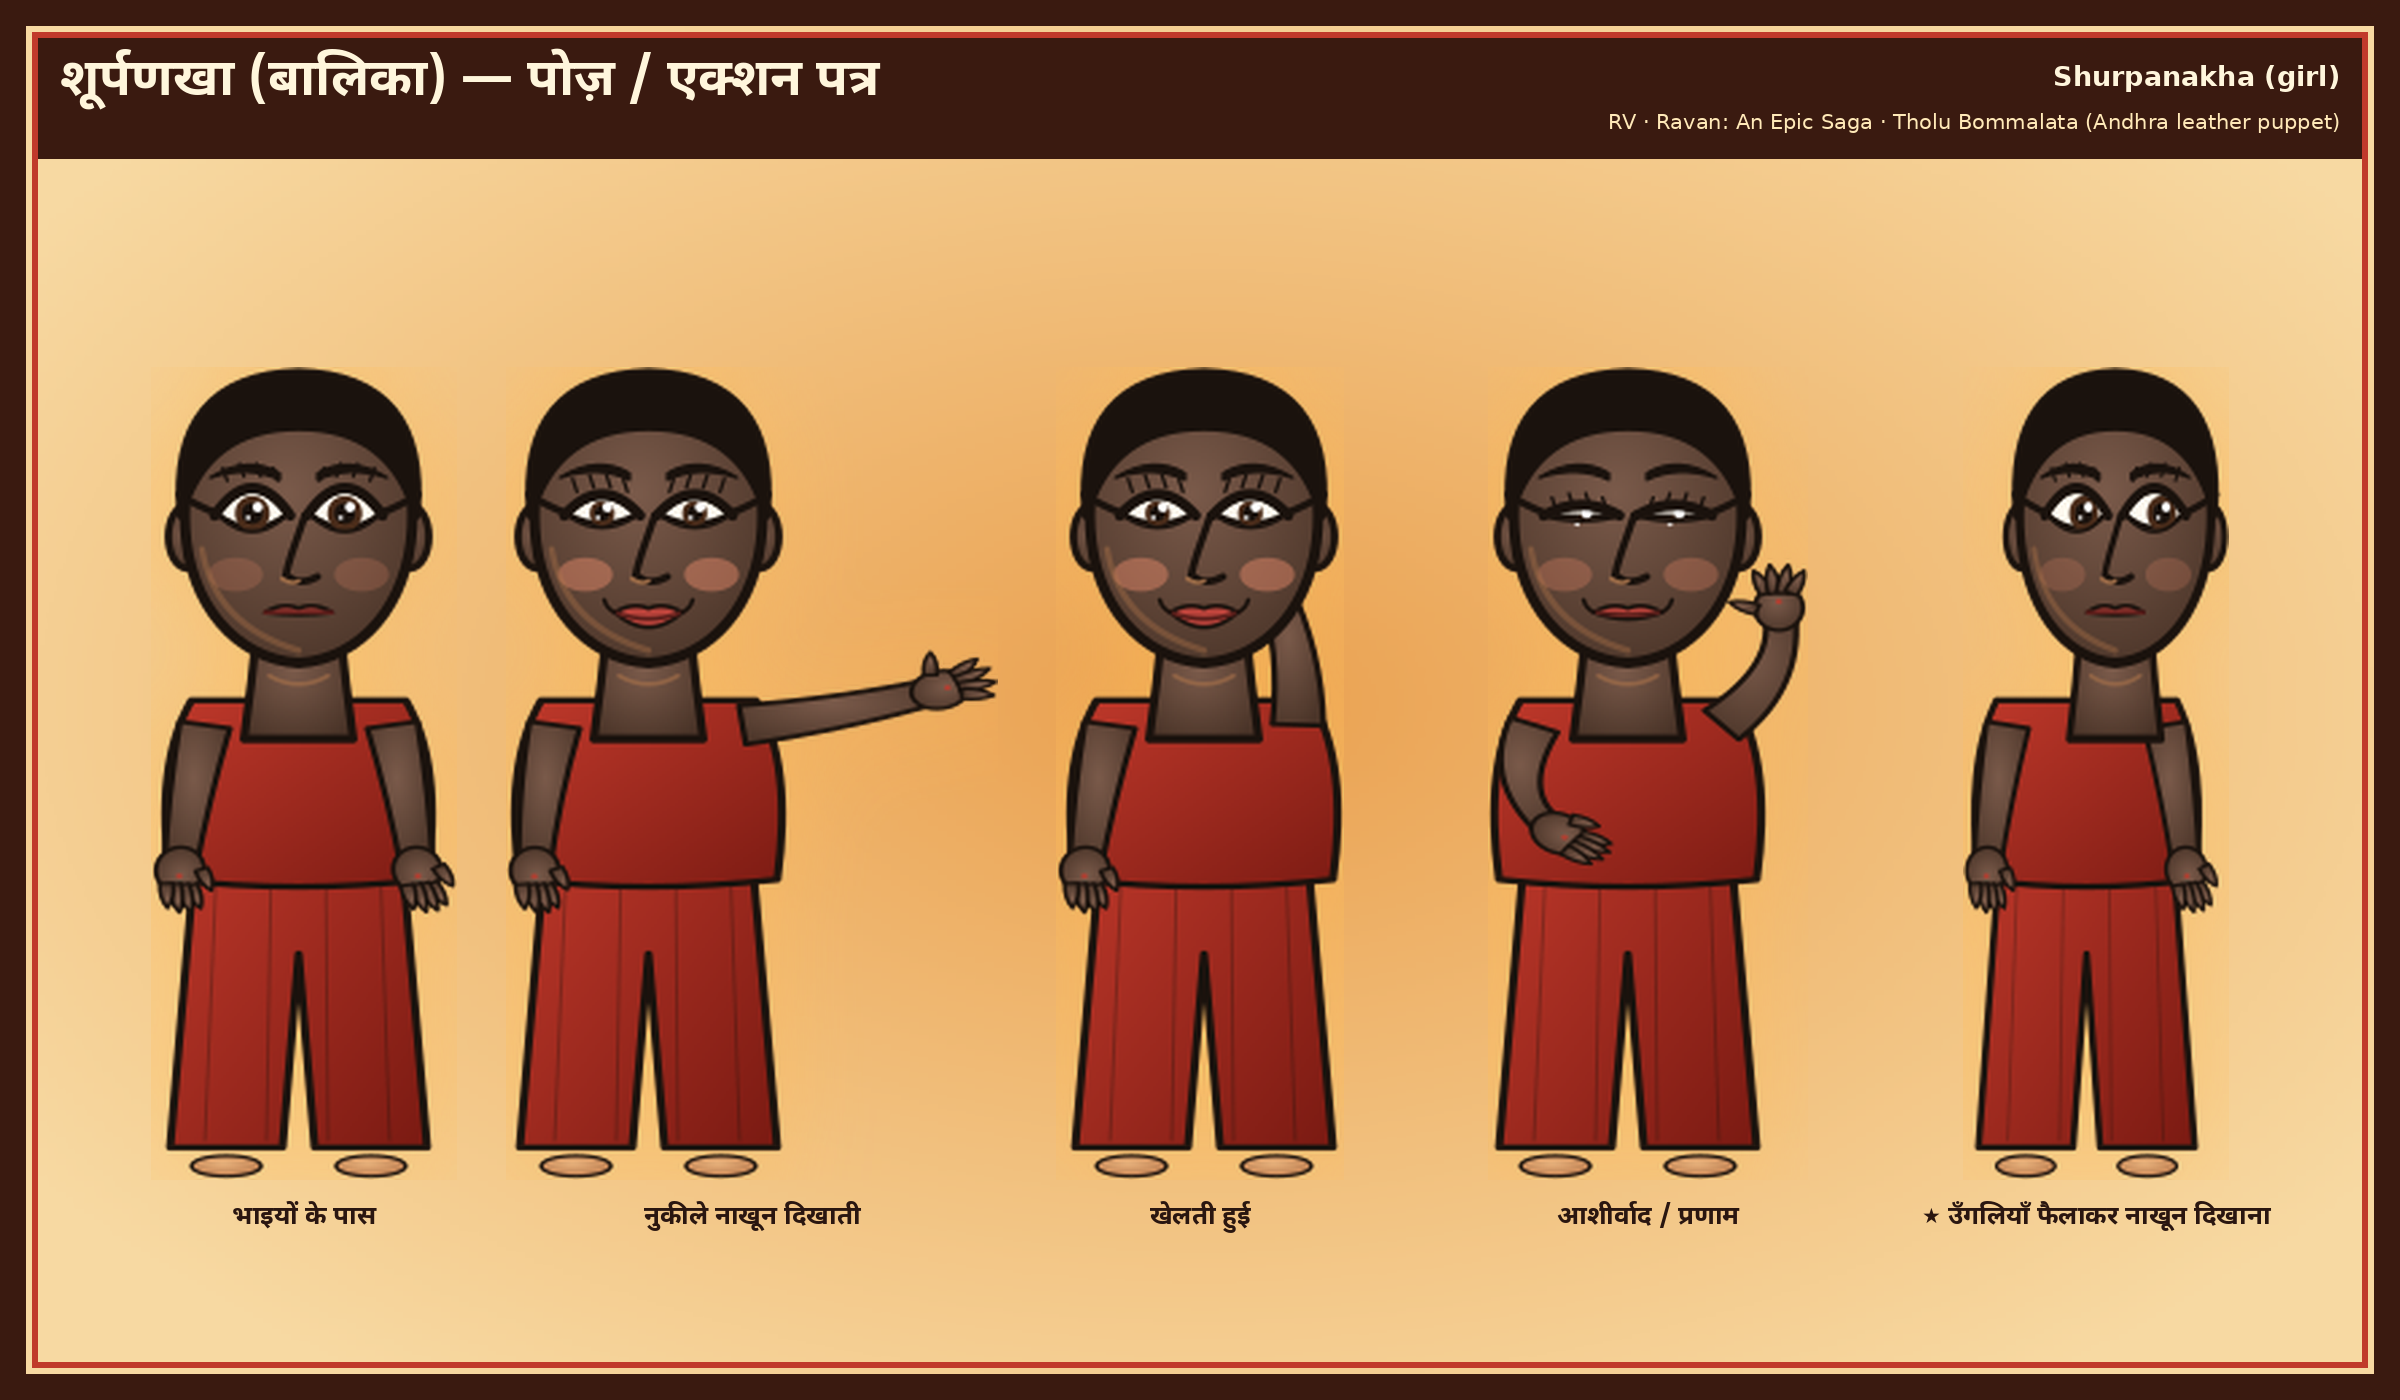 शूर्पणखा (बालिका) — पोज़ / एक्शन पत्र
Shurpanakha (girl)
RV · Ravan: An Epic Saga · Tholu Bommalata (Andhra leather puppet)
भाइयों के पास
नुकीले नाखून दिखाती
खेलती हुई
आशीर्वाद / प्रणाम
★ उँगलियाँ फैलाकर नाखून दिखाना